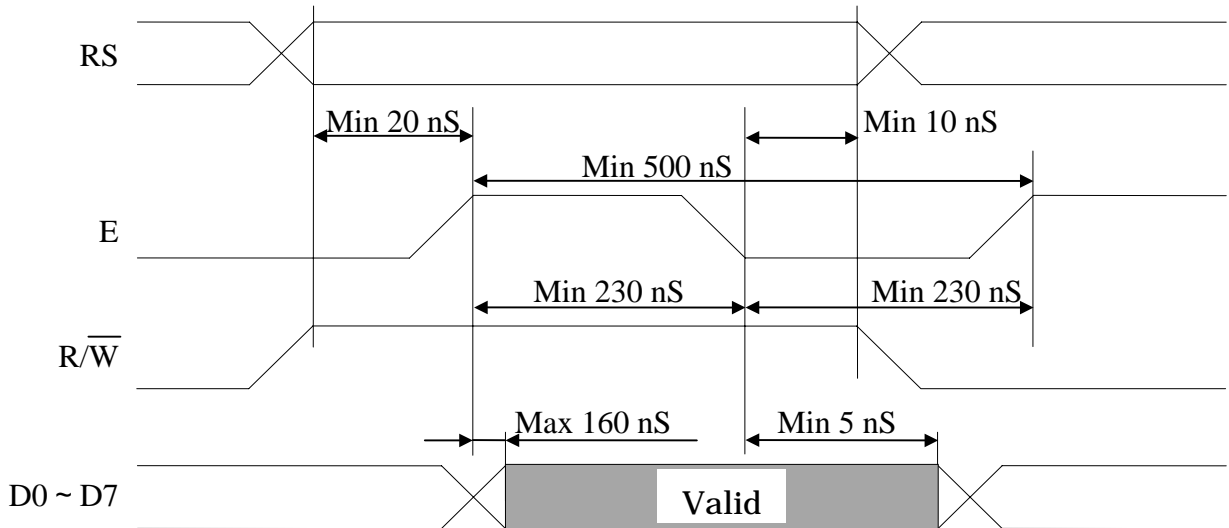 RS
Min 20 nS
Min 10 nS
Min 500 nS
E
Min 230 nS
Min 230 nS
R/W̅
Max 160 nS
Min 5 nS
D0 ~ D7
Valid